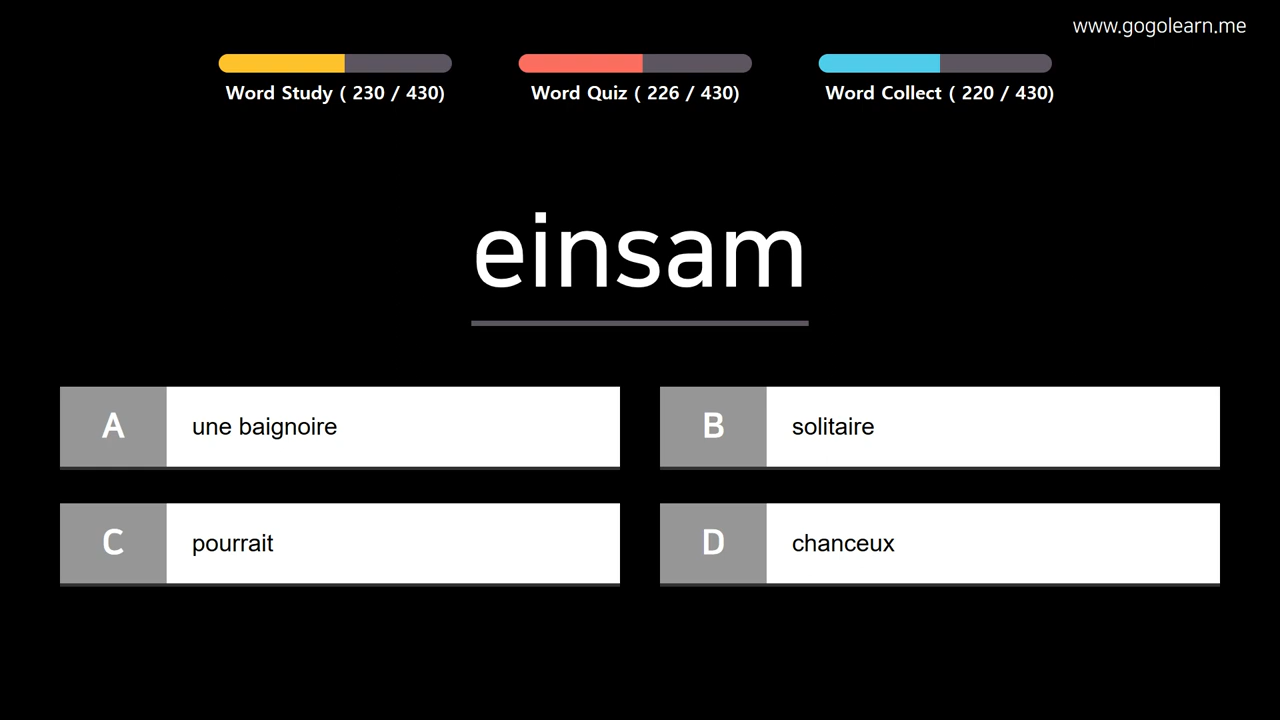 www.gogolearn.me
Word Study ( 230 / 430)
Word Quiz ( 226 / 430)
Word Collect ( 220 / 430)
einsam
A une baignoire
B solitaire
C pourrait
D chanceux